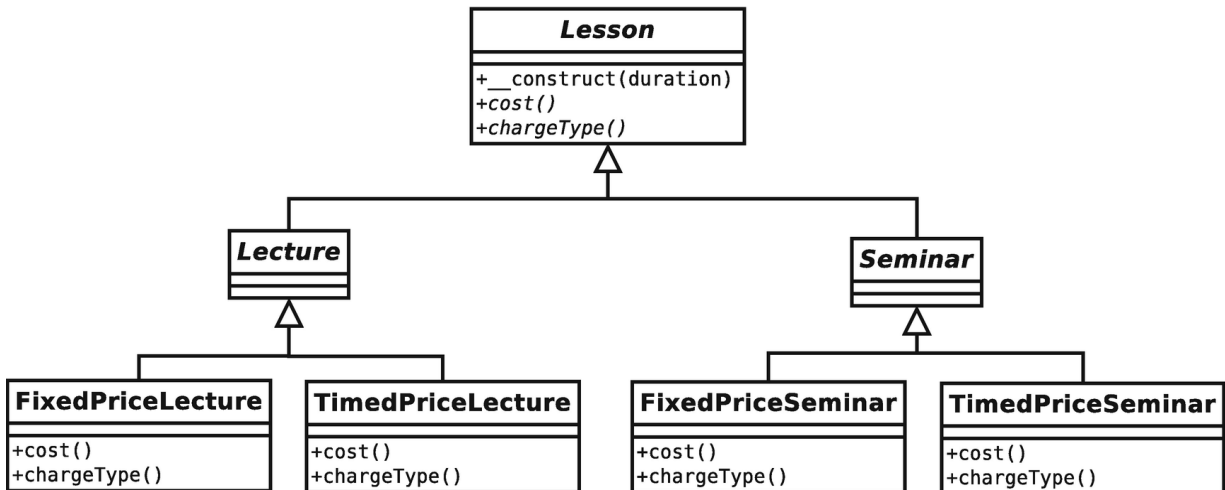 Lesson
+__construct(duration)
+cost()
+chargeType()
Lecture
Seminar
FixedPriceLecture
+cost()
+chargeType()
TimedPriceLecture
+cost()
+chargeType()
FixedPriceSeminar
+cost()
+chargeType()
TimedPriceSeminar
+cost()
+chargeType()